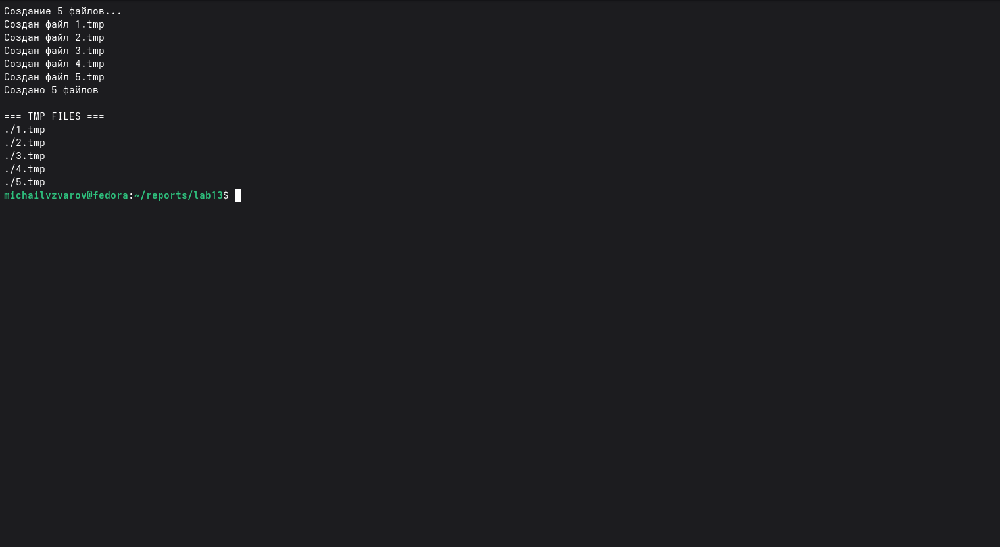 Создание 5 файлов...
Создан файл 1.tmp
Создан файл 2.tmp
Создан файл 3.tmp
Создан файл 4.tmp
Создан файл 5.tmp
Создано 5 файлов

=== TMP FILES ===
./1.tmp
./2.tmp
./3.tmp
./4.tmp
./5.tmp
michailvzvarov@fedora:~/reports/lab13$